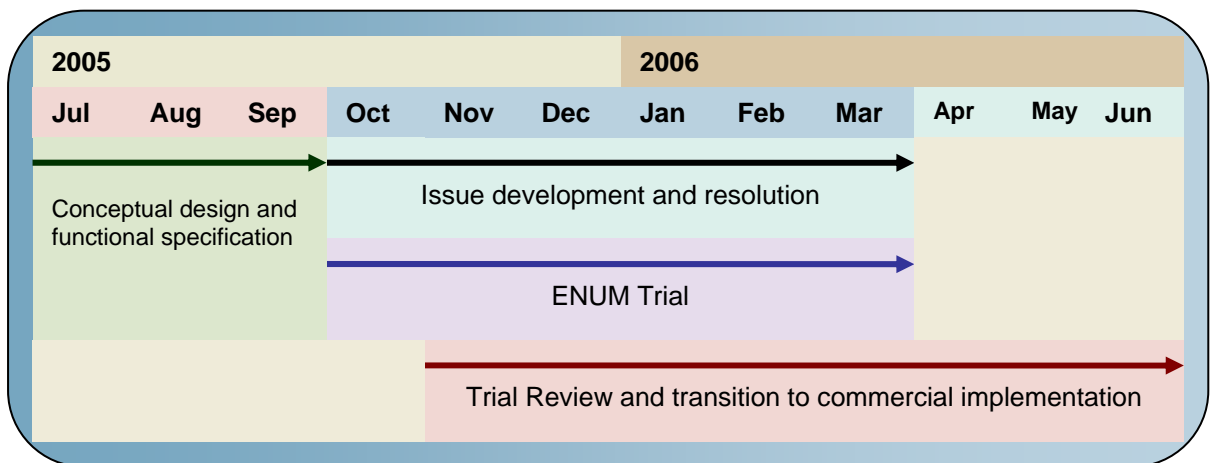 2005 2006
Jul Aug Sep Oct Nov Dec Jan Feb Mar Apr May Jun
Conceptual design and
functional specification
Issue development and resolution
ENUM Trial
Trial Review and transition to commercial implementation